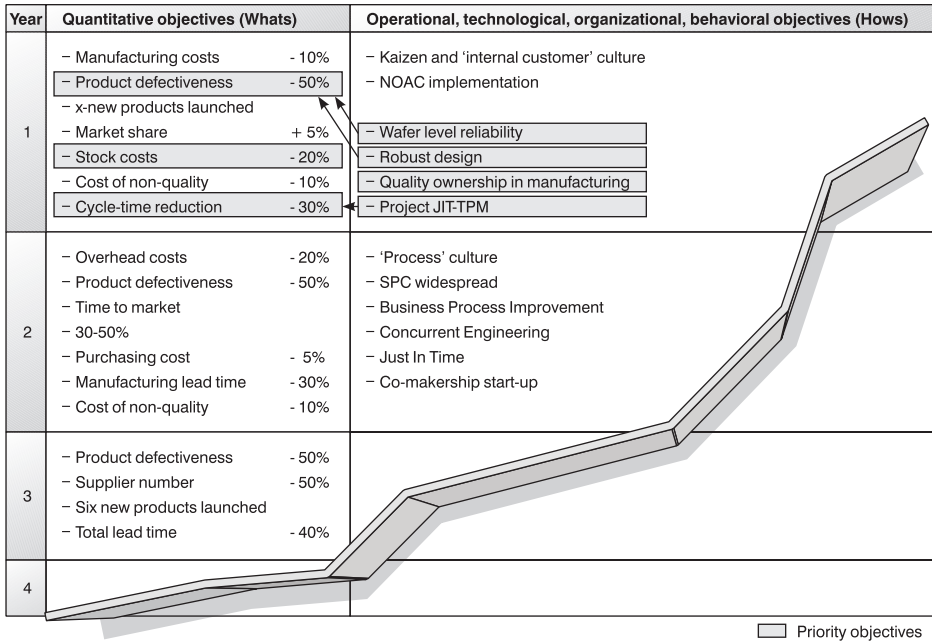 Year Quantitative objectives (Whats) Operational, technological, organizational, behavioral objectives (Hows)
1
– Manufacturing costs - 10%
– Product defectiveness - 50%
– x-new products launched
– Market share + 5%
– Stock costs - 20%
– Cost of non-quality - 10%
– Cycle-time reduction - 30%
– Kaizen and ‘internal customer’ culture
– NOAC implementation
– Wafer level reliability
– Robust design
– Quality ownership in manufacturing
– Project JIT-TPM
2
– Overhead costs - 20%
– Product defectiveness - 50%
– Time to market
– 30-50%
– Purchasing cost - 5%
– Manufacturing lead time - 30%
– Cost of non-quality - 10%
– ‘Process’ culture
– SPC widespread
– Business Process Improvement
– Concurrent Engineering
– Just In Time
– Co-makership start-up
3
– Product defectiveness - 50%
– Supplier number - 50%
– Six new products launched
– Total lead time - 40%
4
Priority objectives